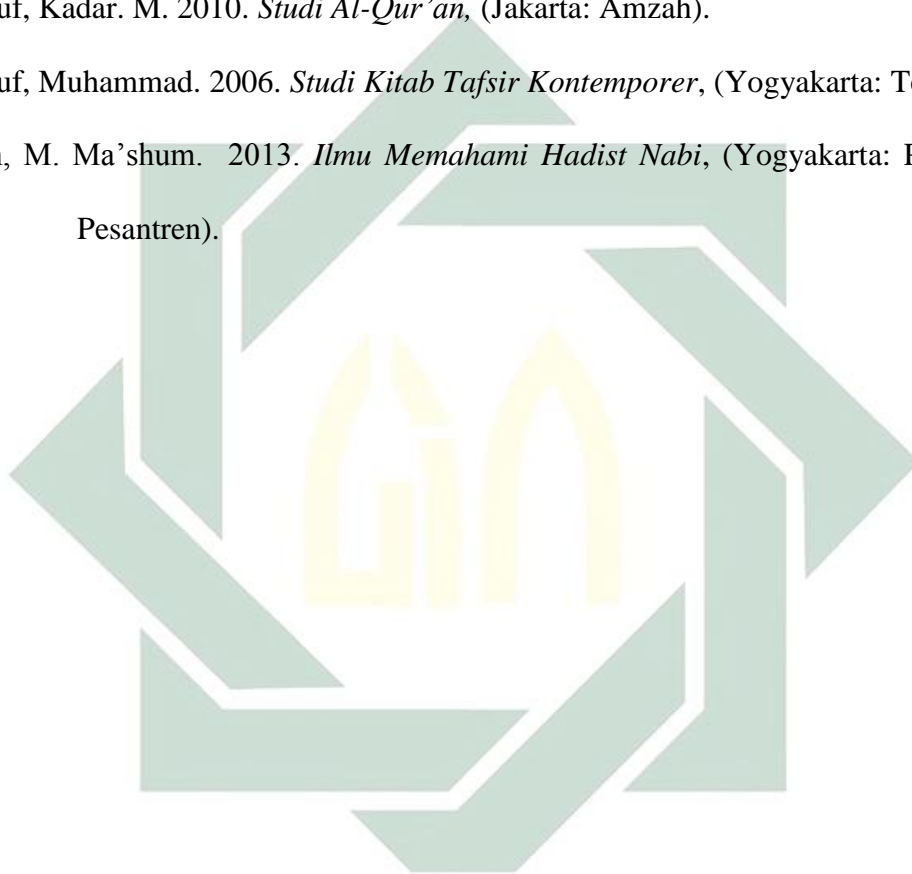 uf, Kadar. M. 2010. Studi Al-Qur’an, (Jakarta: Amzah).
uf, Muhammad. 2006. Studi Kitab Tafsir Kontemporer, (Yogyakarta:
M. Ma’shum. 2013. Ilmu Memahami Hadist Nabi, (Yogyakarta:
Pesantren).